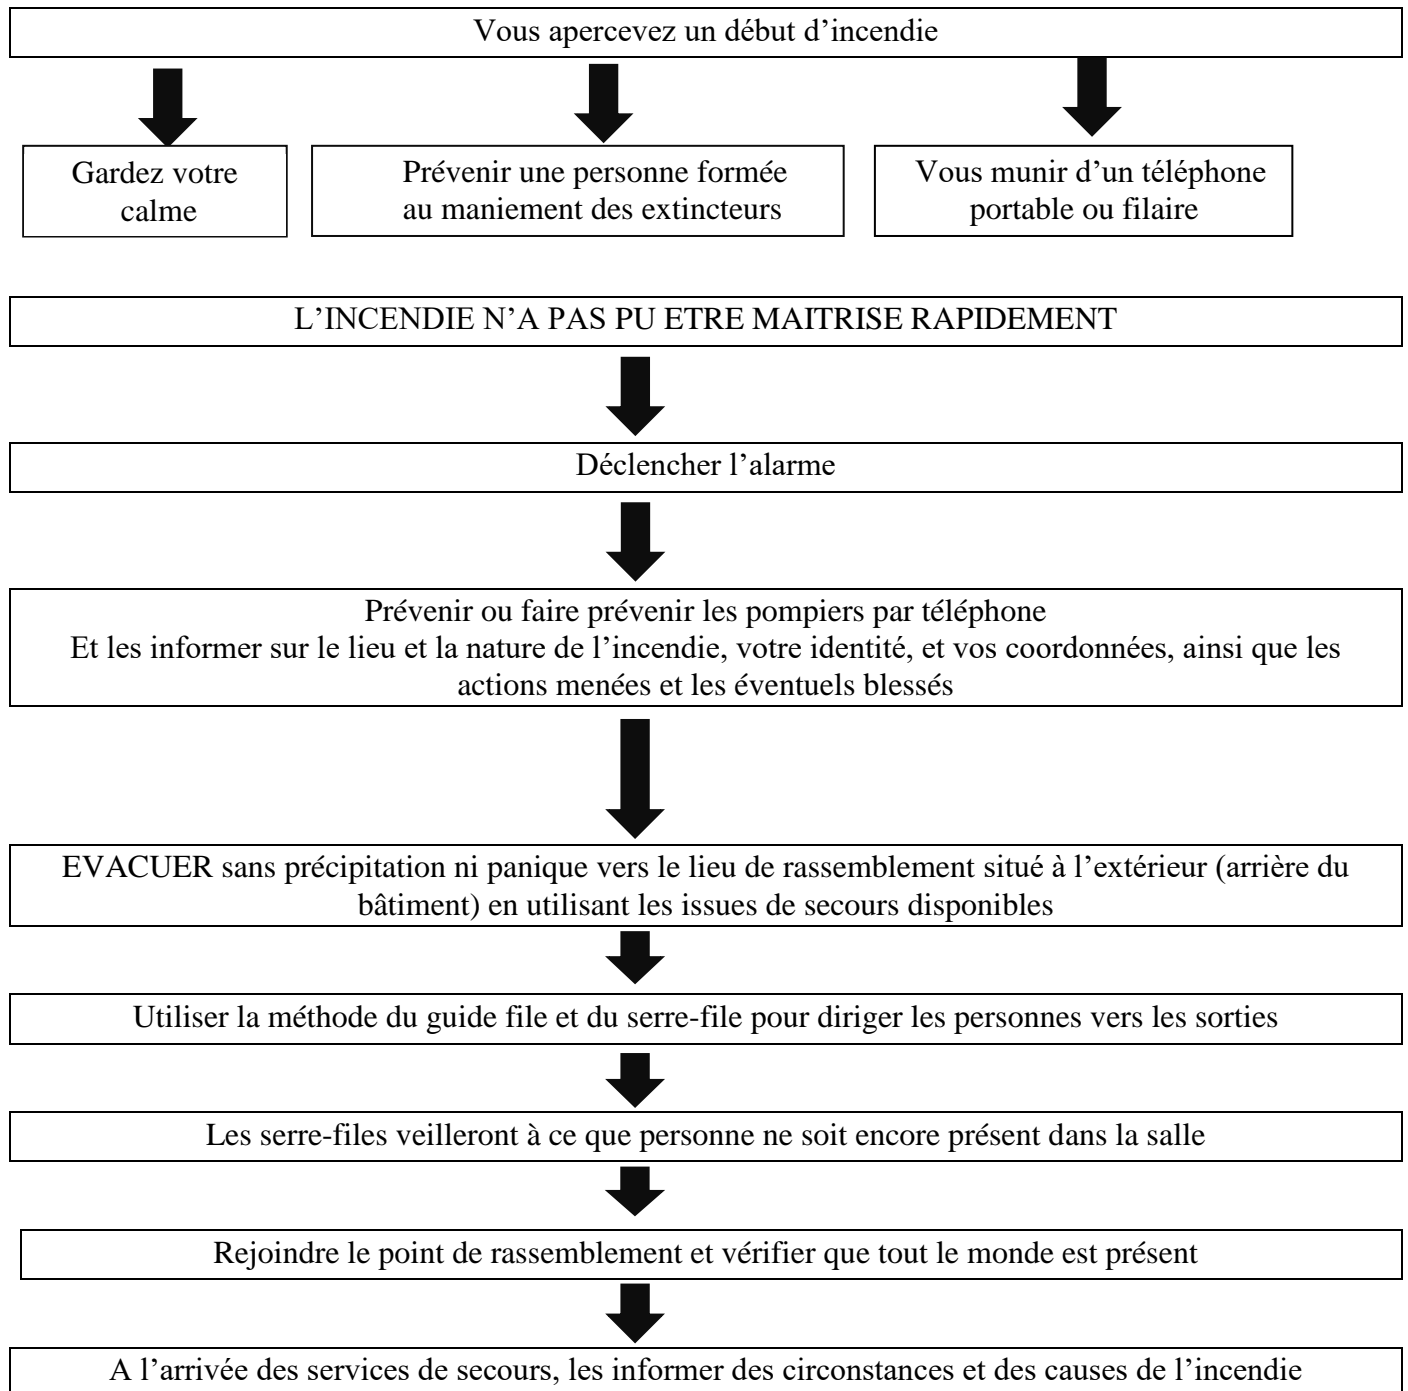 Vous apercevez un début d’incendie
Gardez votre
calme
Prévenir une personne formée
au maniement des extincteurs
Vous munir d’un téléphone
portable ou filaire
L’INCENDIE N’A PAS PU ETRE MAITRISE RAPIDEMENT
Déclencher l’alarme
Prévenir ou faire prévenir les pompiers par téléphone
Et les informer sur le lieu et la nature de l’incendie, votre identité, et vos coordonnées, ainsi que les
actions menées et les éventuels blessés
EVACUER sans précipitation ni panique vers le lieu de rassemblement situé à l’extérieur (arrière du
bâtiment) en utilisant les issues de secours disponibles
Utiliser la méthode du guide file et du serre-file pour diriger les personnes vers les sorties
Les serre-files veilleront à ce que personne ne soit encore présent dans la salle
Rejoindre le point de rassemblement et vérifier que tout le monde est présent
A l’arrivée des services de secours, les informer des circonstances et des causes de l’incendie